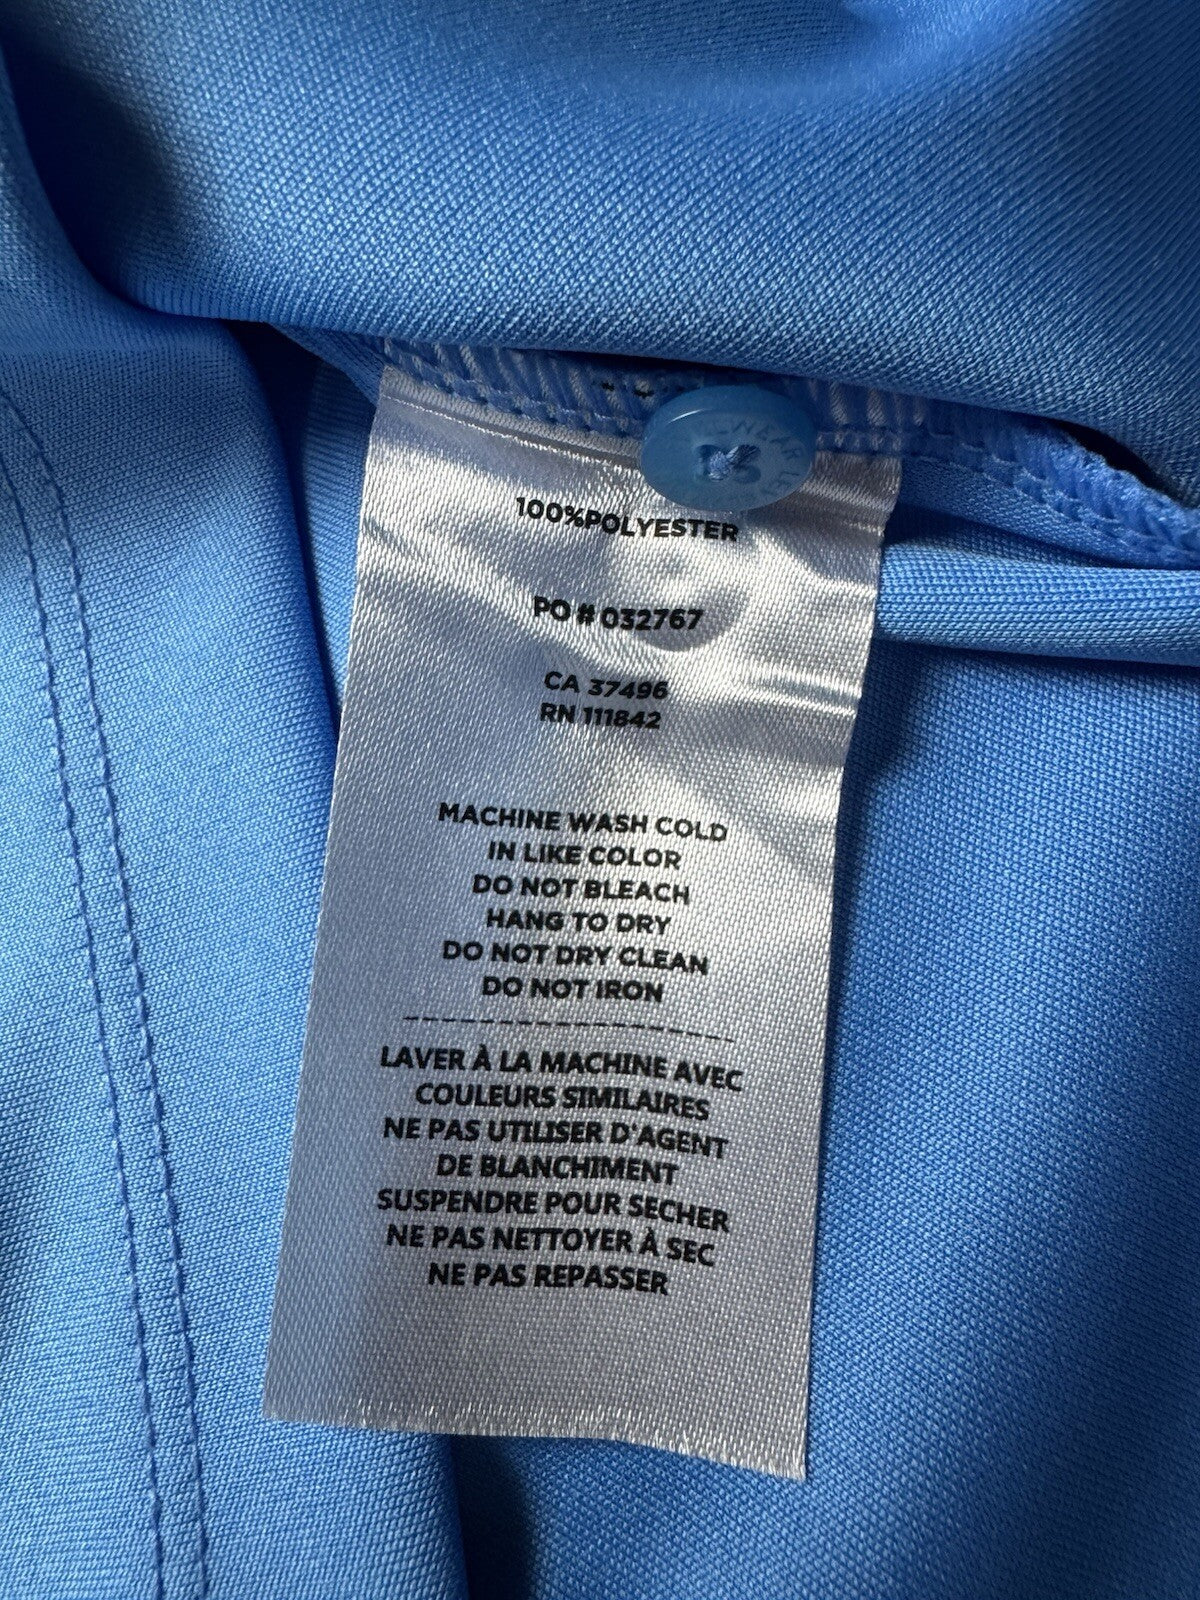 100%POLYESTER
PO # 032767
CA 37496
RN 111842
MACHINE WASH COLD
IN LIKE COLOR
DO NOT BLEACH
HANG TO DRY
DO NOT DRY CLEAN
DO NOT IRON
LAVER À LA MACHINE AVEC
COULEURS SIMILAIRES
NE PAS UTILISER D'AGENT
DE BLANCHIMENT
SUSPENDRE POUR SECHER
NE PAS NETTOYER À SEC
NE PAS REPASSER